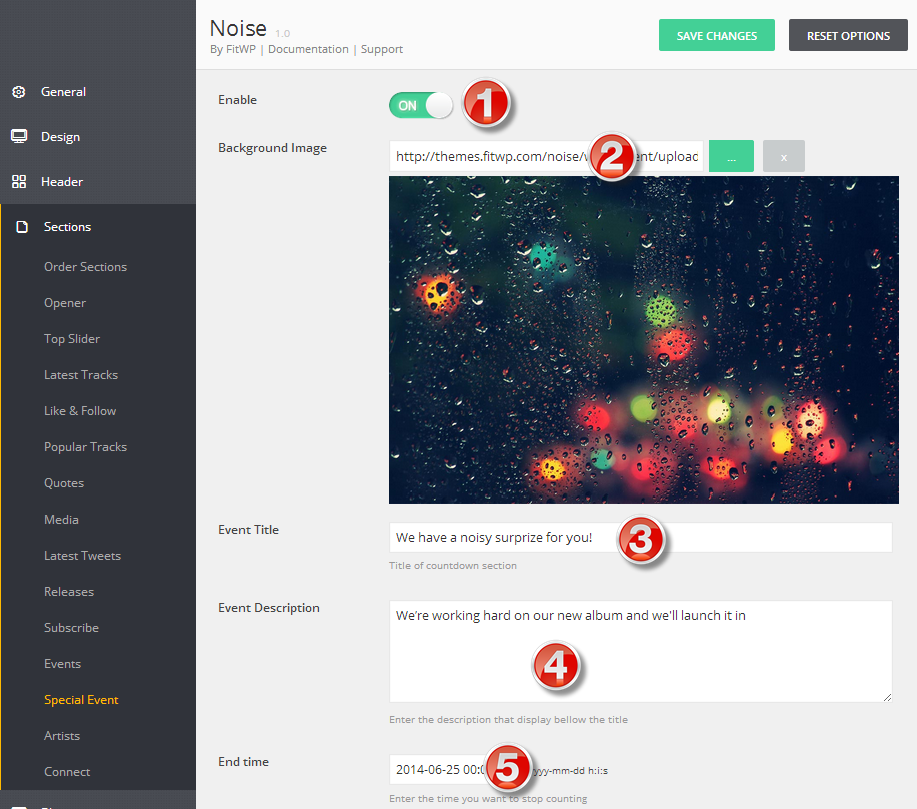 Noise 1.0
By FitWP | Documentation | Support
SAVE CHANGES
RESET OPTIONS
General
Design
Header
Sections
Order Sections
Opener
Top Slider
Latest Tracks
Like & Follow
Popular Tracks
Quotes
Media
Latest Tweets
Releases
Subscribe
Events
Special Event
Artists
Connect
Enable
ON
1
Background Image
http://themes.fitwp.com/noise/ ent/upload
2
...
x
Event Title
We have a noisy surprize for you!
3
Title of countdown section
Event Description
We're working hard on our new album and we'll launch it in
4
Enter the description that display bellow the title
End time
2014-06-25 00:
5
yyy-mm-dd h:i:s
Enter the time you want to stop counting